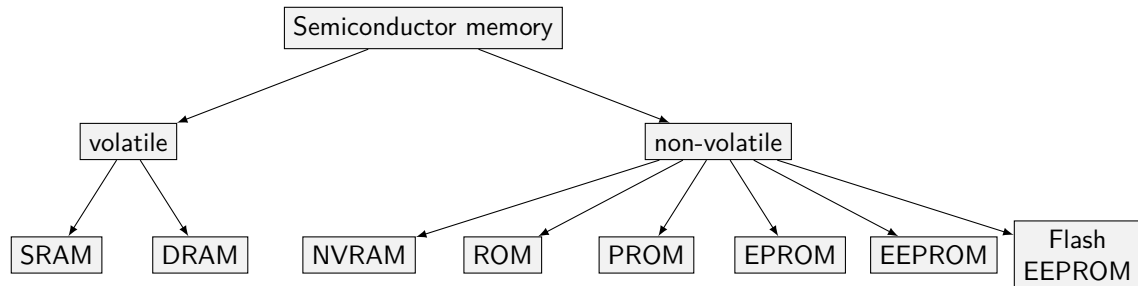 Semiconductor memory
volatile
non-volatile
SRAM
DRAM
NVRAM
ROM
PROM
EPROM
EEPROM
Flash
EEPROM